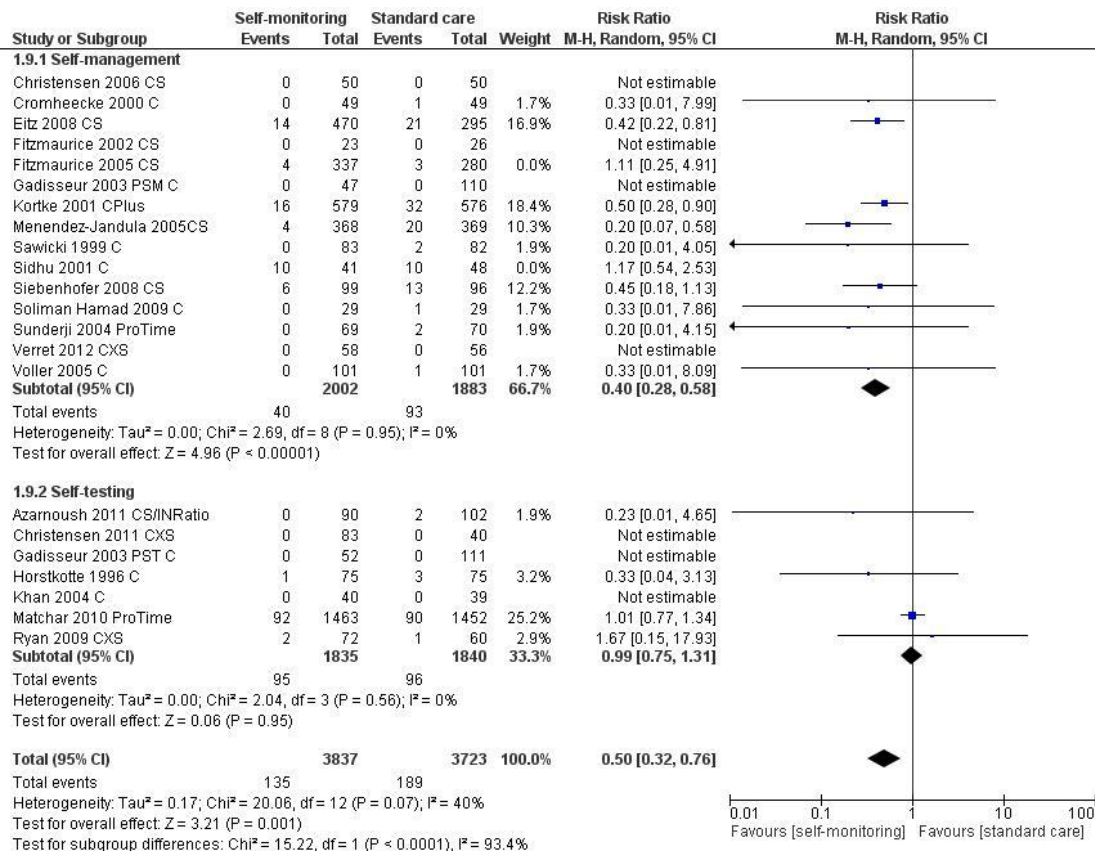 Self-monitoring Standard care Risk Ratio Risk Ratio
Study or Subgroup Events Total Events Total Weight M-H, Random, 95% CI M-H, Random, 95% CI
1.9.1 Self-management
Christensen 2006 CS 0 50 0 50 Not estimable
Cromheecke 2000 C 0 49 1 49 1.7% 0.33 [0.01, 7.99]
Eitz 2008 CS 14 470 21 295 16.9% 0.42 [0.22, 0.81]
Fitzmaurice 2002 CS 0 23 0 26 Not estimable
Fitzmaurice 2005 CS 4 337 3 280 0.0% 1.11 [0.25, 4.91]
Gadisseur 2003 PSM C 0 47 0 110 Not estimable
Kortke 2001 CPlus 16 579 32 576 18.4% 0.50 [0.28, 0.90]
Menendez-Jandula 2005CS 4 368 20 369 10.3% 0.20 [0.07, 0.58]
Sawicki 1999 C 0 83 2 82 1.9% 0.20 [0.01, 4.05]
Sidhu 2001 C 10 41 10 48 0.0% 1.17 [0.54, 2.53]
Siebenhofer 2008 CS 6 99 13 96 12.2% 0.45 [0.18, 1.13]
Soliman Hamad 2009 C 0 29 1 29 1.7% 0.33 [0.01, 7.86]
Sunderji 2004 ProTime 0 69 2 70 1.9% 0.20 [0.01, 4.15]
Verret 2012 CXS 0 58 0 56 Not estimable
Voller 2005 C 0 101 1 101 1.7% 0.33 [0.01, 8.09]
Subtotal (95% CI) 2002 1883 66.7% 0.40 [0.28, 0.58]
Total events 40 93
Heterogeneity: Tau² = 0.00; Chi² = 2.69, df = 8 (P = 0.95); I² = 0%
Test for overall effect: Z = 4.96 (P < 0.00001)
1.9.2 Self-testing
Azarnoush 2011 CS/INRatio 0 90 2 102 1.9% 0.23 [0.01, 4.65]
Christensen 2011 CXS 0 83 0 40 Not estimable
Gadisseur 2003 PST C 0 52 0 111 Not estimable
Horstkotte 1996 C 1 75 3 75 3.2% 0.33 [0.04, 3.13]
Khan 2004 C 0 40 0 39 Not estimable
Matchar 2010 ProTime 92 1463 90 1452 25.2% 1.01 [0.77, 1.34]
Ryan 2009 CXS 2 72 1 60 2.9% 1.67 [0.15, 17.93]
Subtotal (95% CI) 1835 1840 33.3% 0.99 [0.75, 1.31]
Total events 95 96
Heterogeneity: Tau² = 0.00; Chi² = 2.04, df = 3 (P = 0.56); I² = 0%
Test for overall effect: Z = 0.06 (P = 0.95)
Total (95% CI) 3837 3723 100.0% 0.50 [0.32, 0.76]
Total events 135 189
Heterogeneity: Tau² = 0.17; Chi² = 20.06, df = 12 (P = 0.07); I² = 40%
Test for overall effect: Z = 3.21 (P = 0.001)
Test for subgroup differences: Chi² = 15.22, df = 1 (P < 0.0001), I² = 93.4%
0.01 0.1 1 10 100
Favours [self-monitoring] Favours [standard care]